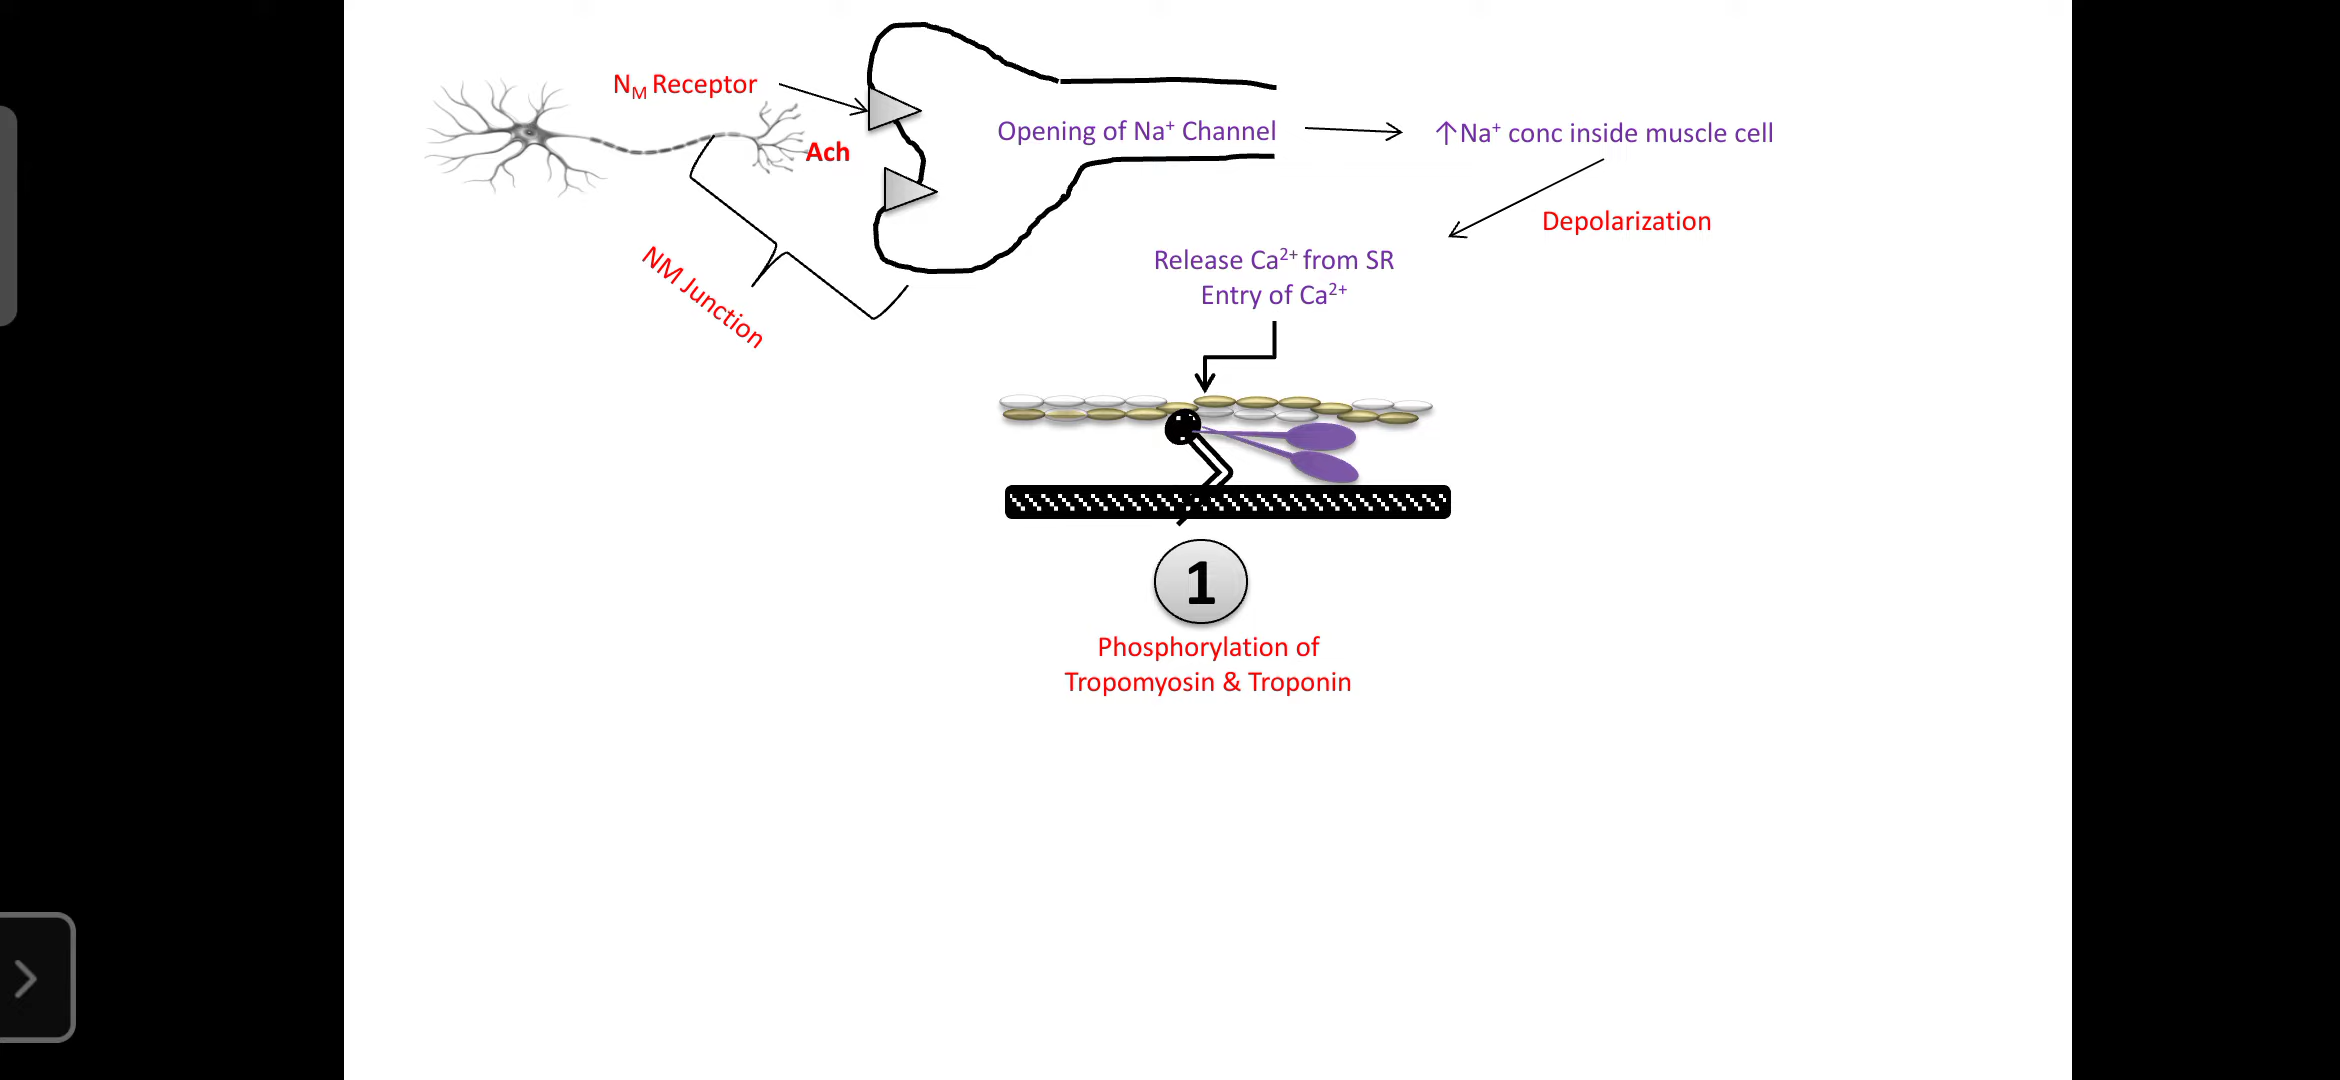 N_M Receptor
Ach
Opening of Na⁺ Channel
↑Na⁺ conc inside muscle cell
Depolarization
NM Junction
Release Ca²⁺ from SR
Entry of Ca²⁺
1
Phosphorylation of
Tropomyosin & Troponin